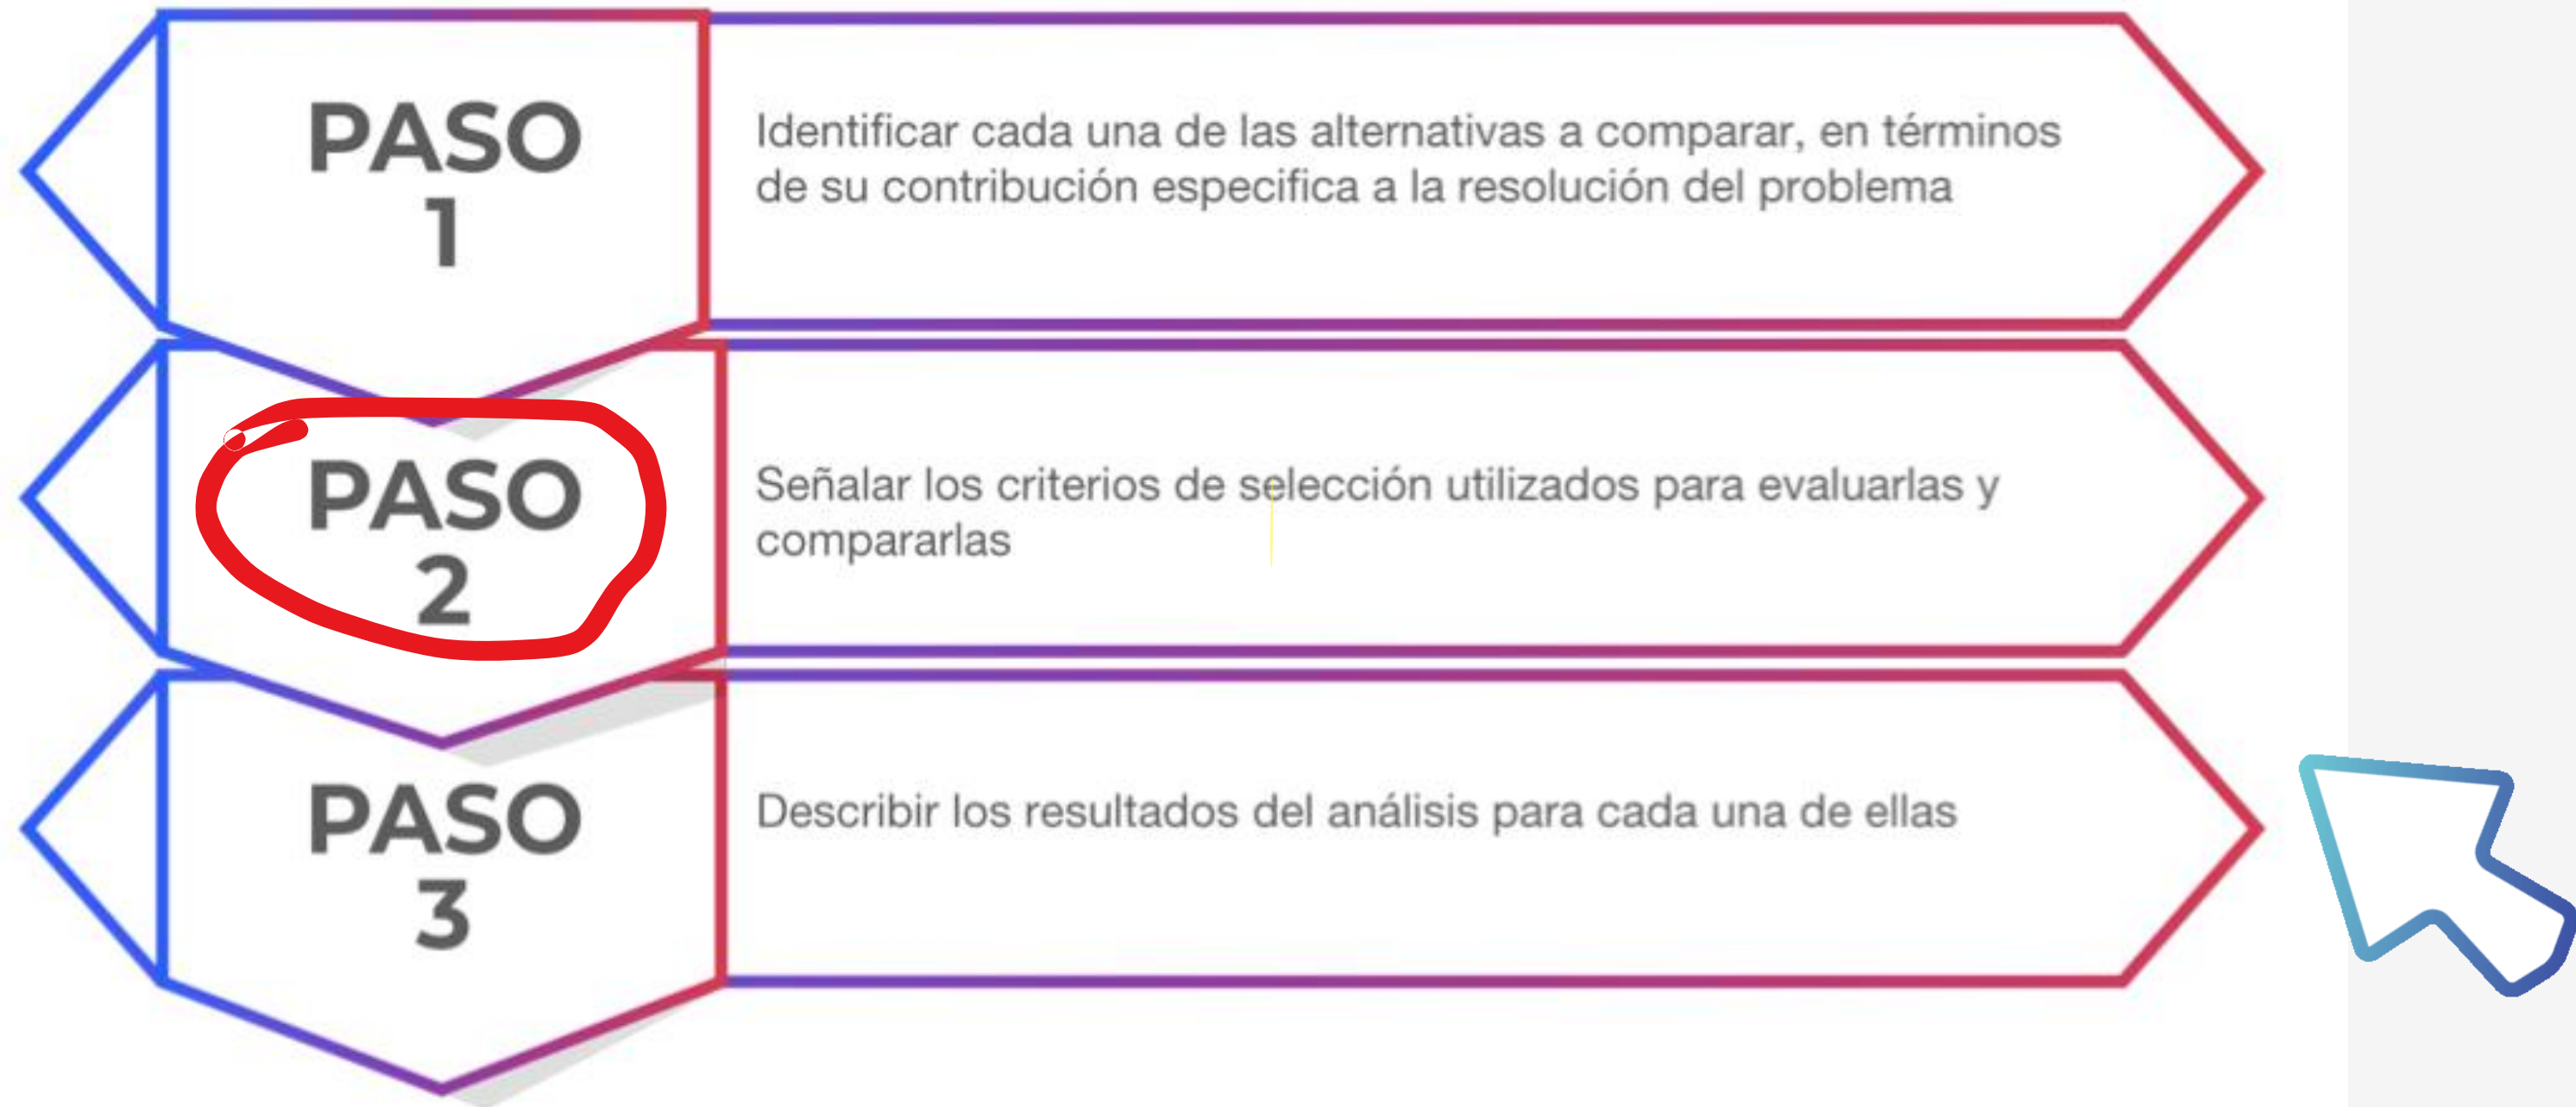 PASO
1
Identificar cada una de las alternativas a comparar, en términos
de su contribución especifica a la resolución del problema
PASO
2
Señalar los criterios de selección utilizados para evaluarlas y
compararlas
PASO
3
Describir los resultados del análisis para cada una de ellas